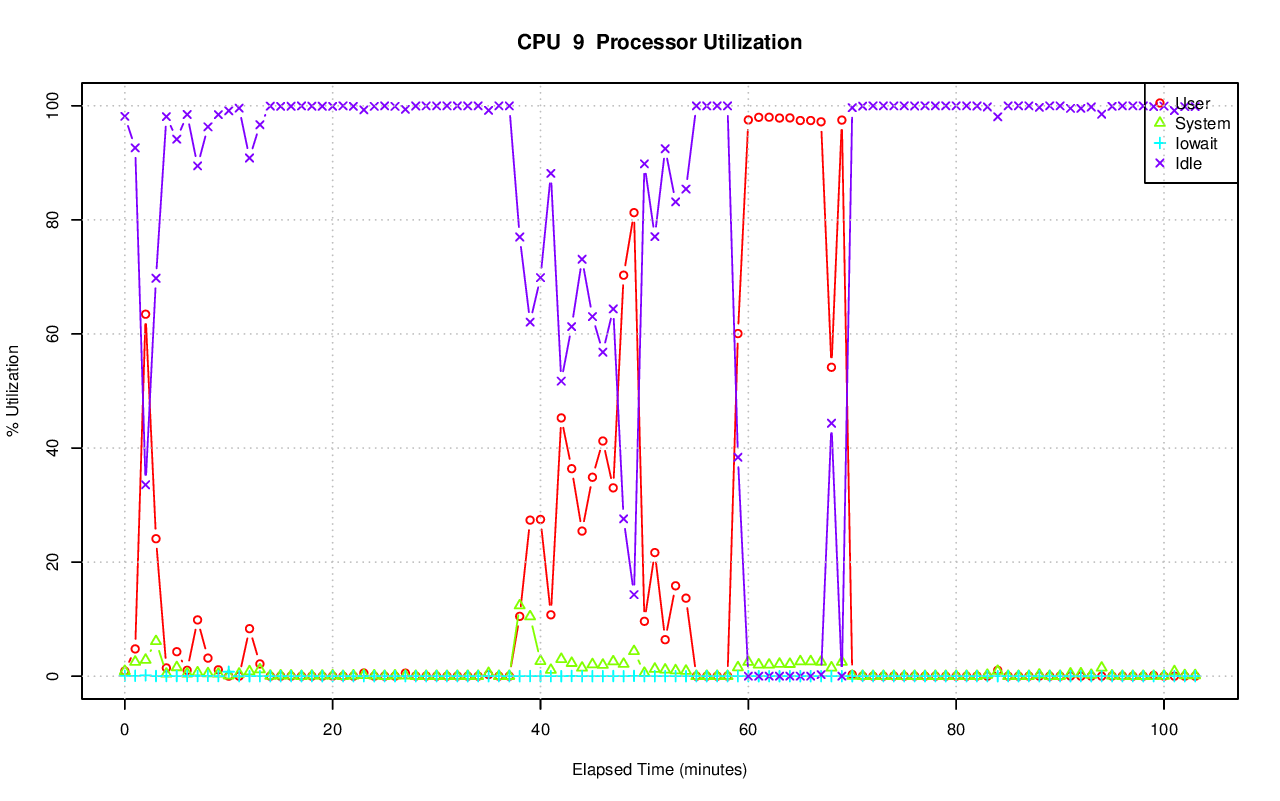 CPU  9  Processor Utilization
100
80
60
40
20
0
% Utilization
User
System
Iowait
Idle
0
20
40
60
80
100
Elapsed Time (minutes)